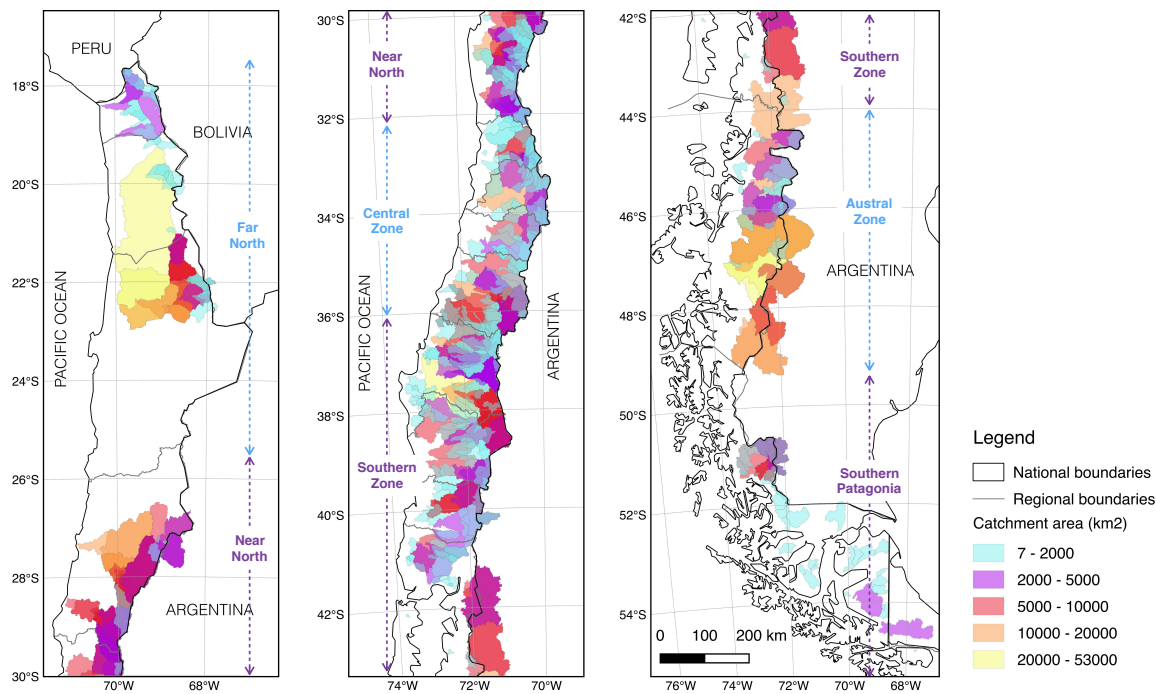 PERU
BOLIVIA
Far
North
PACIFIC OCEAN
Near
North
ARGENTINA
18°S
20°S
22°S
24°S
26°S
28°S
30°S
70°W
68°W
Near
North
Central
Zone
PACIFIC OCEAN
ARGENTINA
Southern
Zone
30°S
32°S
34°S
36°S
38°S
40°S
42°S
74°W
72°W
70°W
Southern
Zone
Austral
Zone
ARGENTINA
Southern
Patagonia
42°S
44°S
46°S
48°S
50°S
52°S
54°S
0 100 200 km
76°W
74°W
72°W
70°W
68°W
Legend
National boundaries
Regional boundaries
Catchment area (km2)
7 - 2000
2000 - 5000
5000 - 10000
10000 - 20000
20000 - 53000